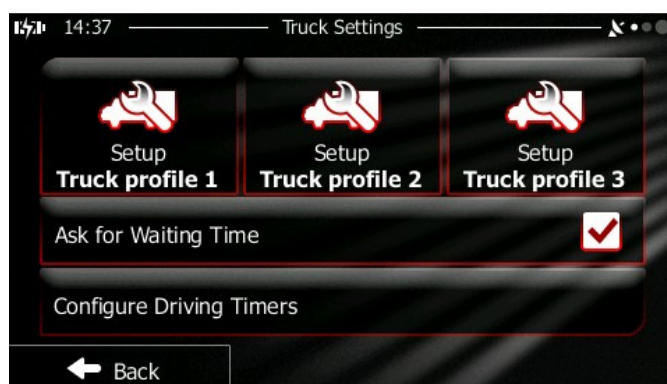 14:37 Truck Settings
Setup Setup Setup
Truck profile 1 Truck profile 2 Truck profile 3
Ask for Waiting Time
Configure Driving Timers
Back